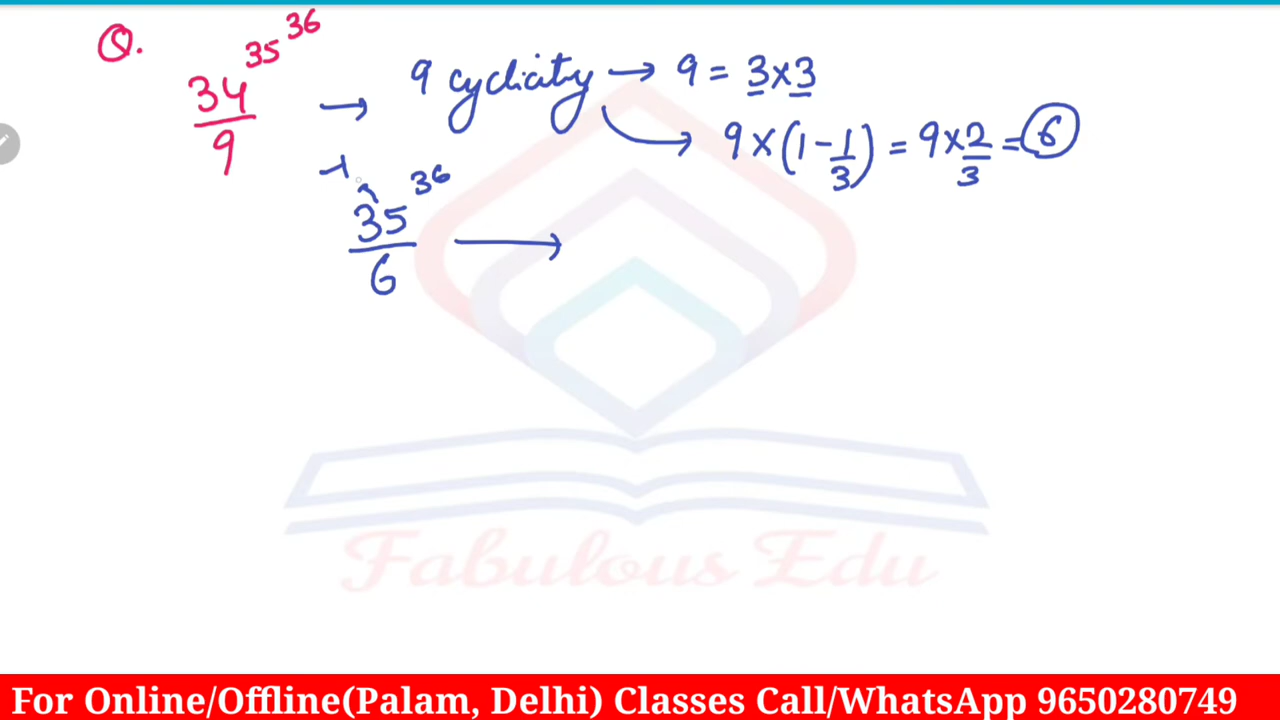 Q. 34^35^36 / 9 → 9 cyclicity → 9 = 3×3
→ 9×(1-1/3) = 9×2/3 = 6
-1
35^36 / 6 →
Fabulous Edu
For Online/Offline(Palam, Delhi) Classes Call/WhatsApp 9650280749